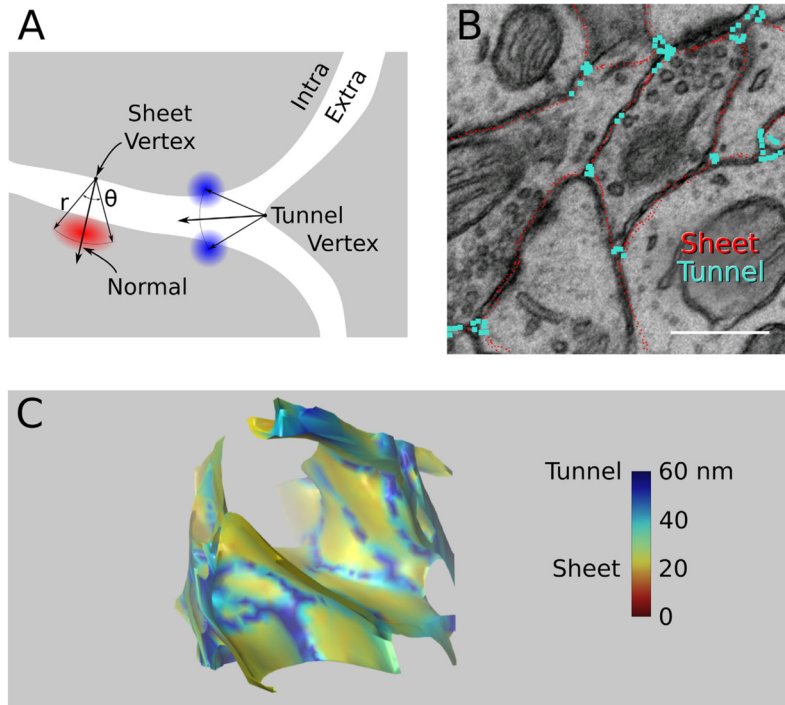 A
Intra
Extra
Sheet
Vertex
r
θ
Tunnel
Vertex
Normal
B
Sheet
Tunnel
C
Tunnel
60 nm
40
Sheet
20
0